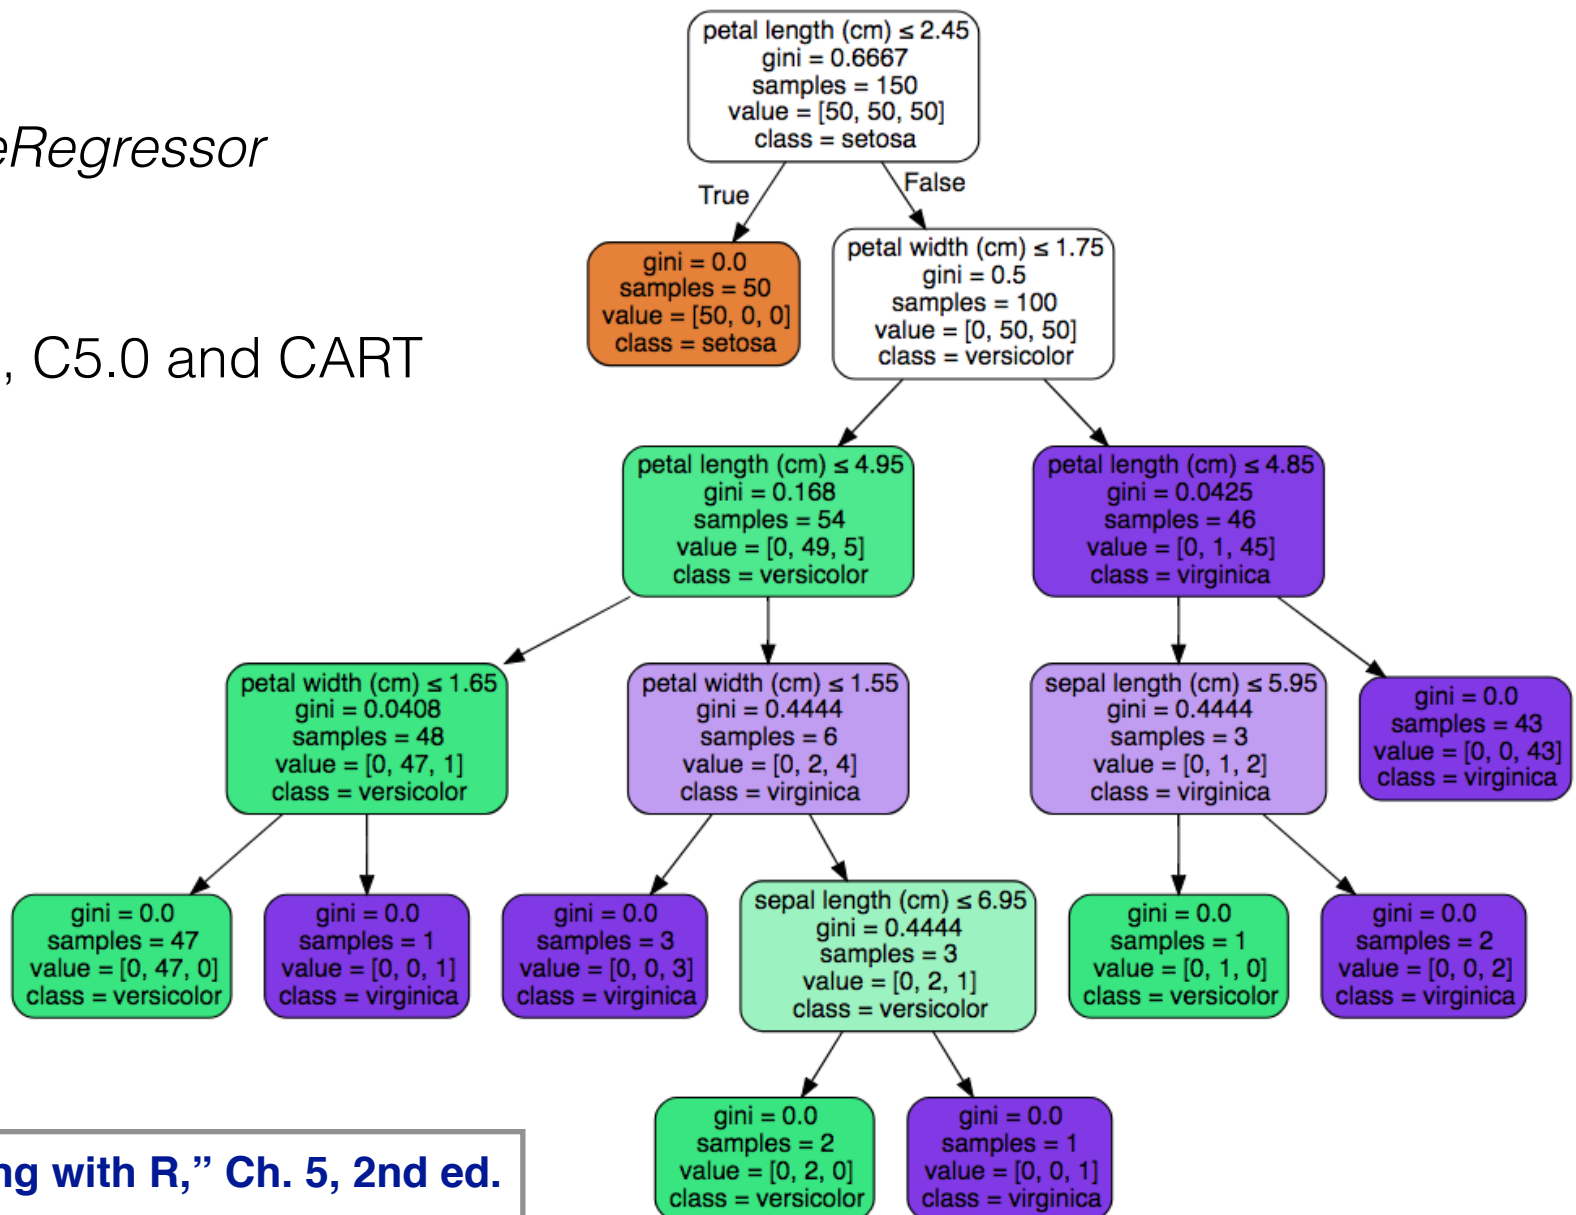 eRegressor
, C5.0 and CART
ng with R,” Ch. 5, 2nd ed.
petal length (cm) ≤ 2.45
gini = 0.6667
samples = 150
value = [50, 50, 50]
class = setosa
True
False
gini = 0.0
samples = 50
value = [50, 0, 0]
class = setosa
petal width (cm) ≤ 1.75
gini = 0.5
samples = 100
value = [0, 50, 50]
class = versicolor
petal length (cm) ≤ 4.95
gini = 0.168
samples = 54
value = [0, 49, 5]
class = versicolor
petal length (cm) ≤ 4.85
gini = 0.0425
samples = 46
value = [0, 1, 45]
class = virginica
petal width (cm) ≤ 1.65
gini = 0.0408
samples = 48
value = [0, 47, 1]
class = versicolor
petal width (cm) ≤ 1.55
gini = 0.4444
samples = 6
value = [0, 2, 4]
class = virginica
sepal length (cm) ≤ 5.95
gini = 0.4444
samples = 3
value = [0, 1, 2]
class = virginica
gini = 0.0
samples = 43
value = [0, 0, 43]
class = virginica
gini = 0.0
samples = 47
value = [0, 47, 0]
class = versicolor
gini = 0.0
samples = 1
value = [0, 0, 1]
class = virginica
gini = 0.0
samples = 3
value = [0, 0, 3]
class = virginica
sepal length (cm) ≤ 6.95
gini = 0.4444
samples = 3
value = [0, 2, 1]
class = versicolor
gini = 0.0
samples = 1
value = [0, 1, 0]
class = versicolor
gini = 0.0
samples = 2
value = [0, 0, 2]
class = virginica
gini = 0.0
samples = 2
value = [0, 2, 0]
class = versicolor
gini = 0.0
samples = 1
value = [0, 0, 1]
class = virginica